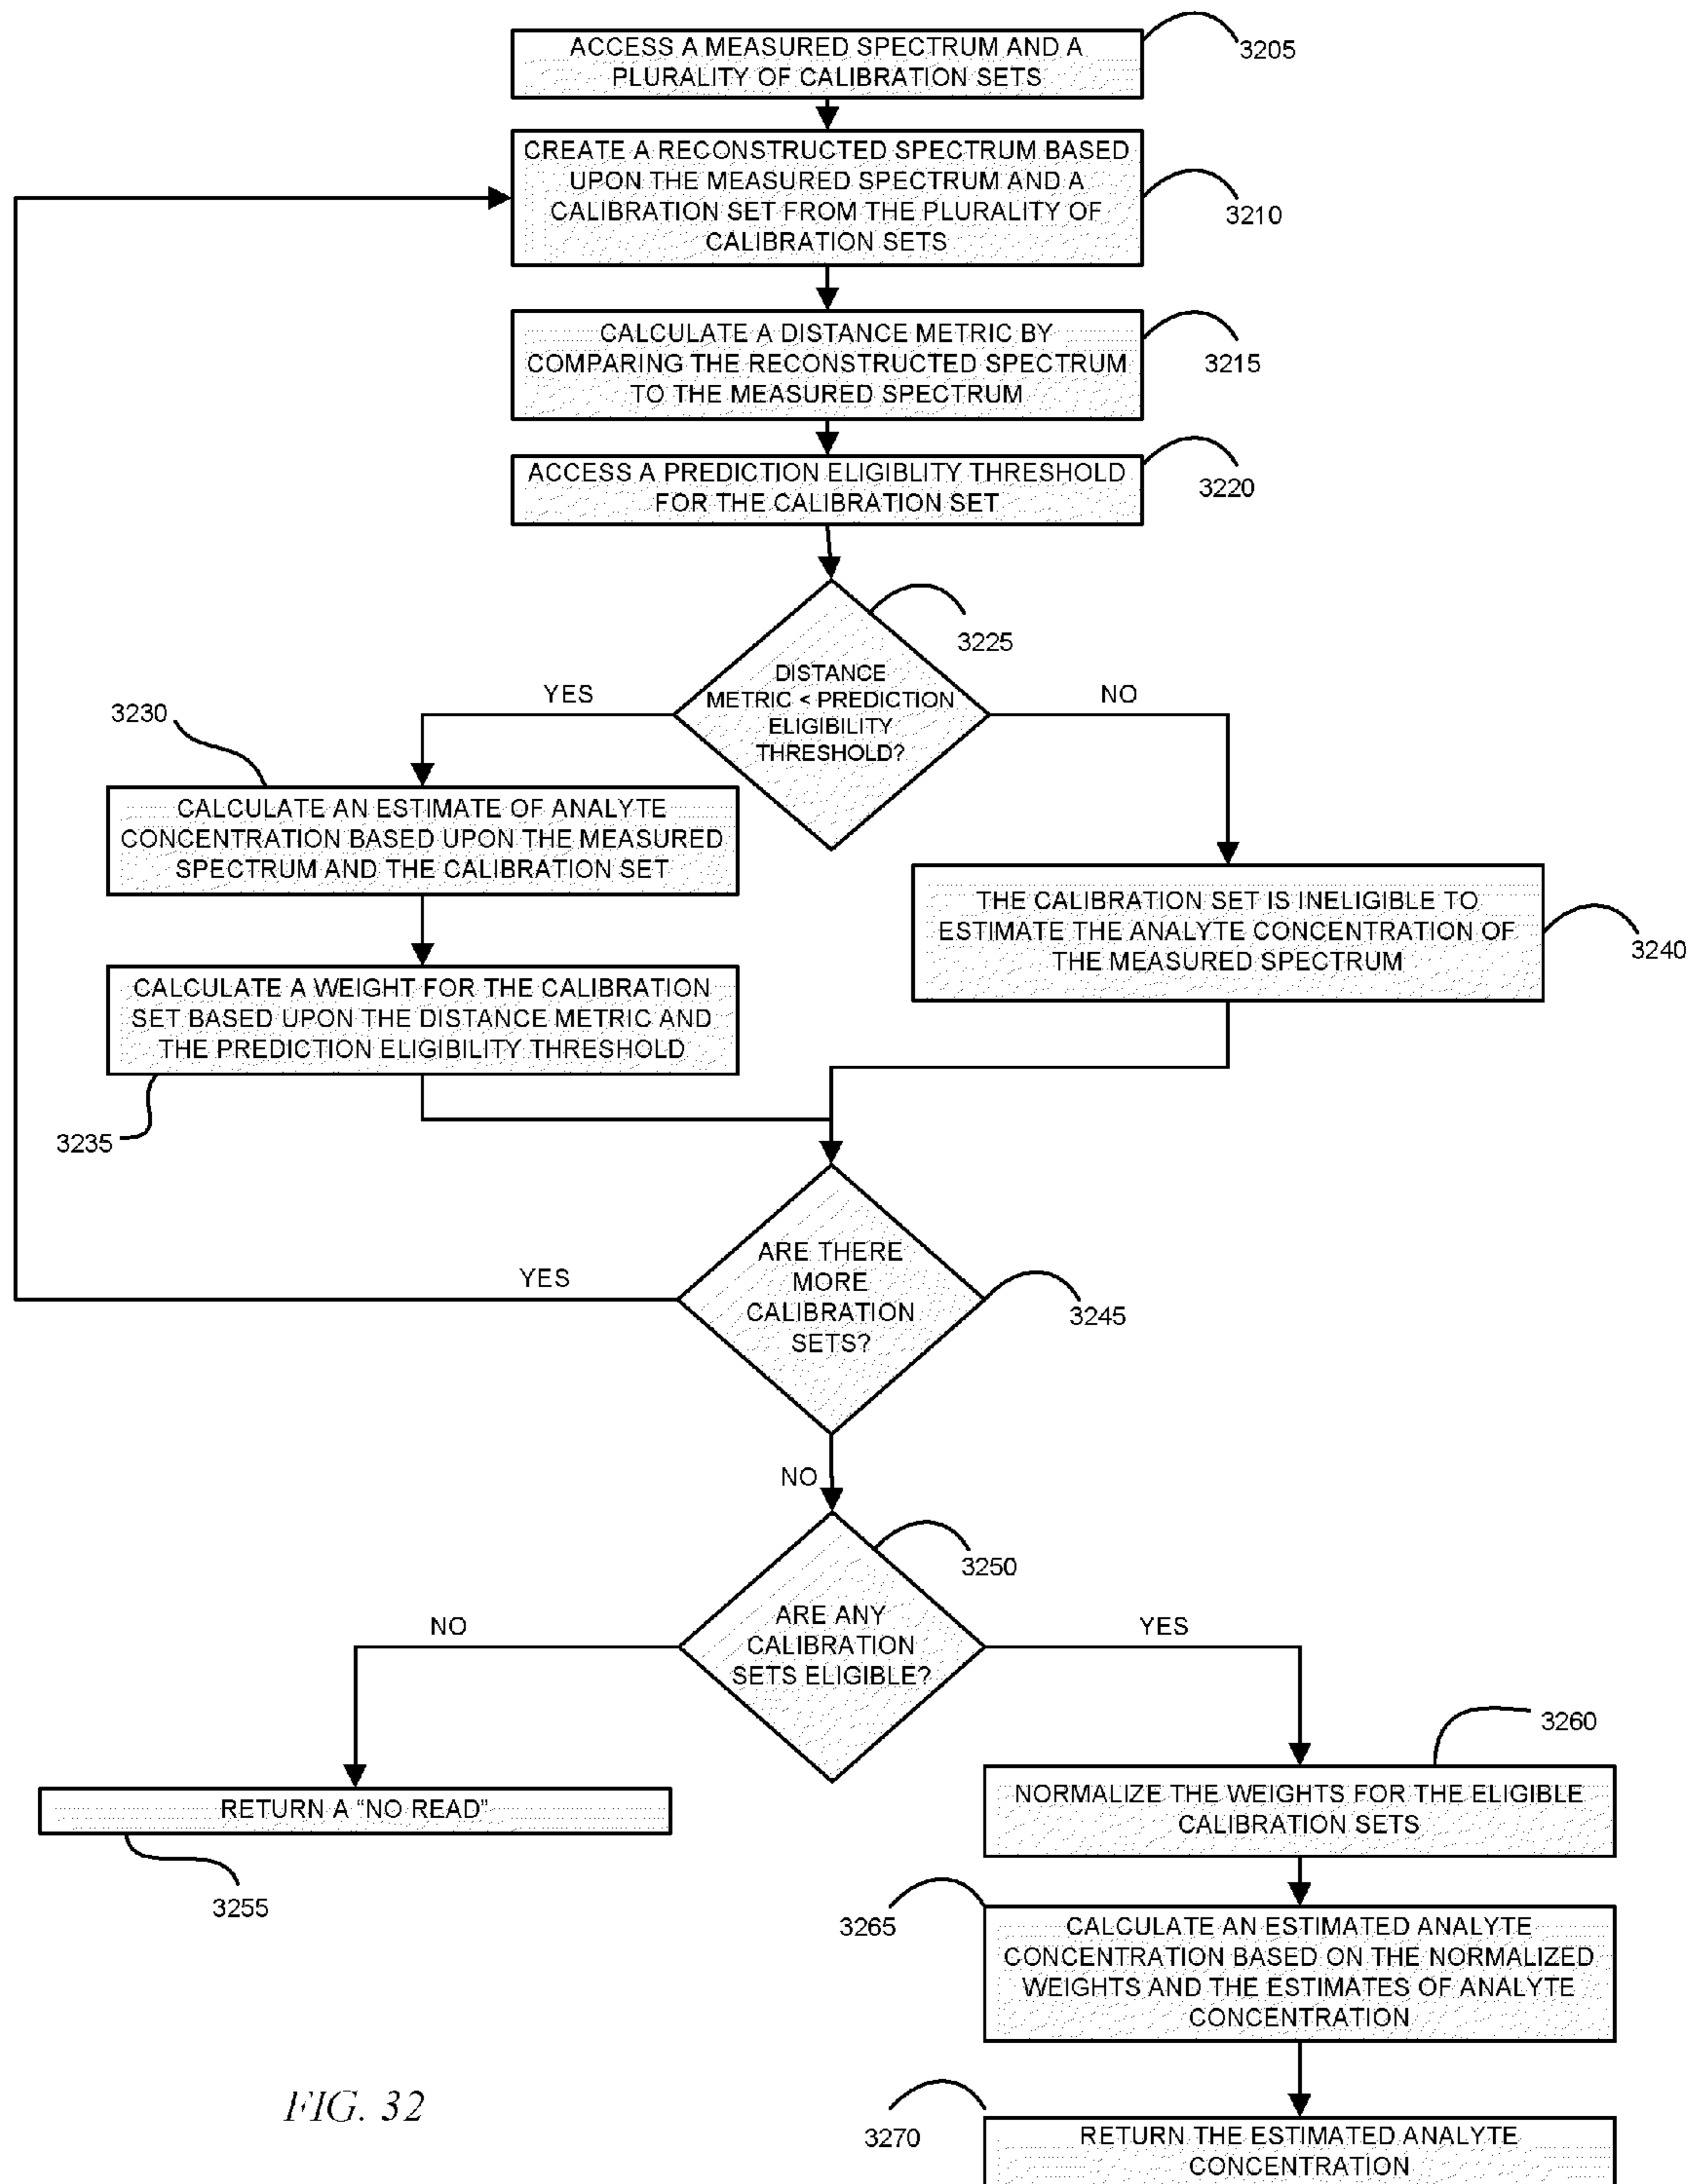 ACCESS A MEASURED SPECTRUM AND A
PLURALITY OF CALIBRATION SETS
3205
CREATE A RECONSTRUCTED SPECTRUM BASED
UPON THE MEASURED SPECTRUM AND A
CALIBRATION SET FROM THE PLURALITY OF
CALIBRATION SETS
3210
CALCULATE A DISTANCE METRIC BY
COMPARING THE RECONSTRUCTED SPECTRUM
TO THE MEASURED SPECTRUM
3215
ACCESS A PREDICTION ELIGIBLITY THRESHOLD
FOR THE CALIBRATION SET
3220
3225
DISTANCE
METRIC < PREDICTION
ELIGIBILITY
THRESHOLD?
YES
NO
3230
CALCULATE AN ESTIMATE OF ANALYTE
CONCENTRATION BASED UPON THE MEASURED
SPECTRUM AND THE CALIBRATION SET
THE CALIBRATION SET IS INELIGIBLE TO
ESTIMATE THE ANALYTE CONCENTRATION OF
THE MEASURED SPECTRUM
3240
CALCULATE A WEIGHT FOR THE CALIBRATION
SET BASED UPON THE DISTANCE METRIC AND
THE PREDICTION ELIGIBILITY THRESHOLD
3235
ARE THERE
MORE
CALIBRATION
SETS?
YES
3245
NO
3250
ARE ANY
CALIBRATION
SETS ELIGIBLE?
NO
YES
3260
RETURN A “NO READ”
3255
NORMALIZE THE WEIGHTS FOR THE ELIGIBLE
CALIBRATION SETS
3265
CALCULATE AN ESTIMATED ANALYTE
CONCENTRATION BASED ON THE NORMALIZED
WEIGHTS AND THE ESTIMATES OF ANALYTE
CONCENTRATION
FIG. 32
3270
RETURN THE ESTIMATED ANALYTE
CONCENTRATION